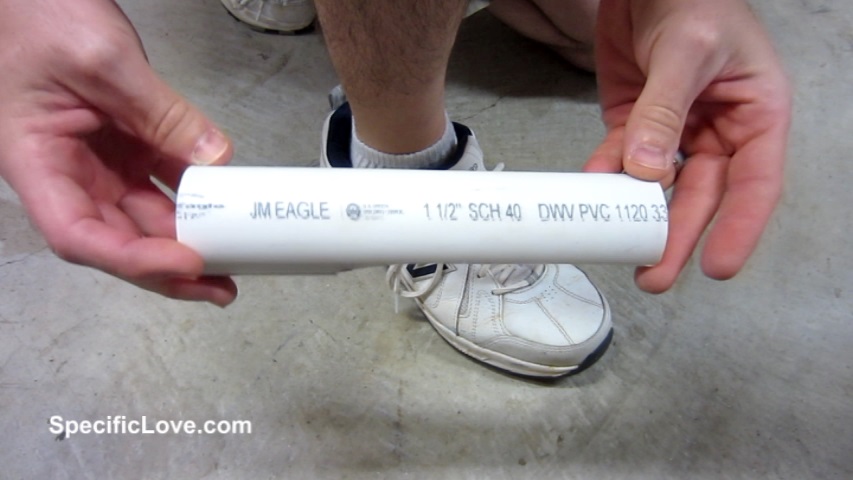 JM EAGLE 1 1/2" SCH 40 DWV PVC 1120 33
SpecificLove.com